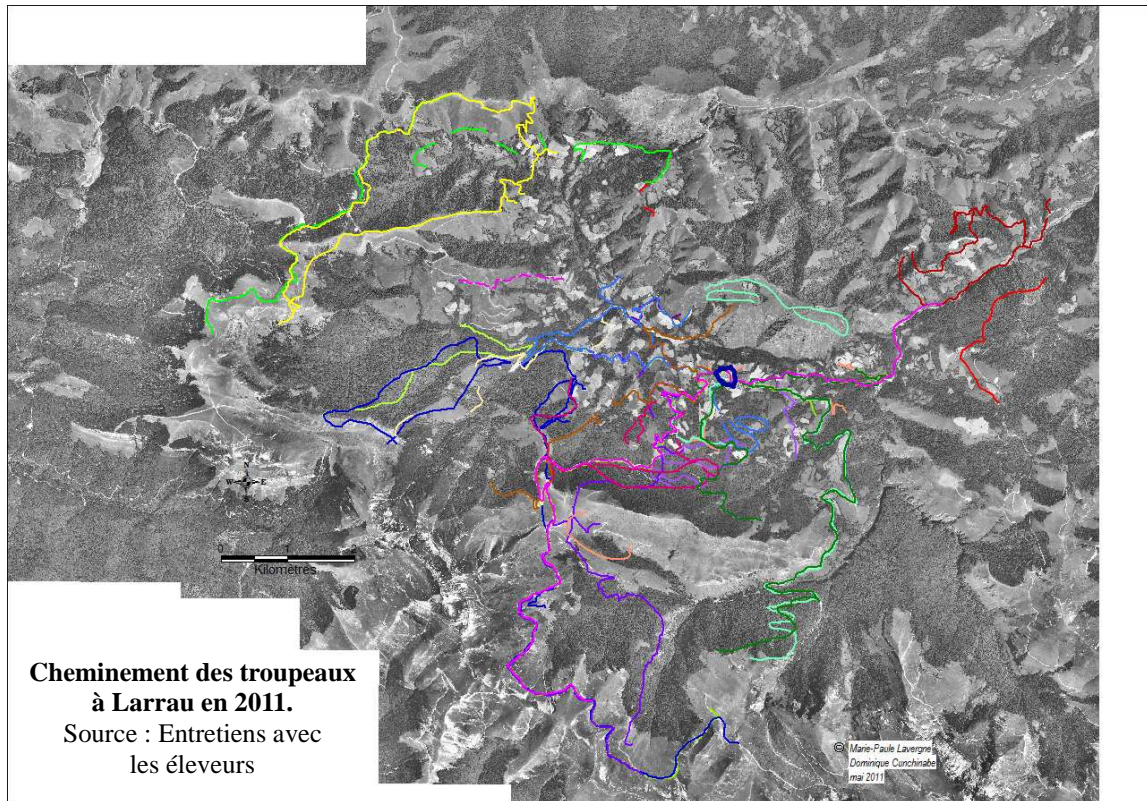 N
W E
S
0
Kilomètres
Cheminement des troupeaux
à Larrau en 2011.
Source : Entretiens avec
les éleveurs
© Marie-Paule Lavergne
Dominique Cunchinabe
mai 2011